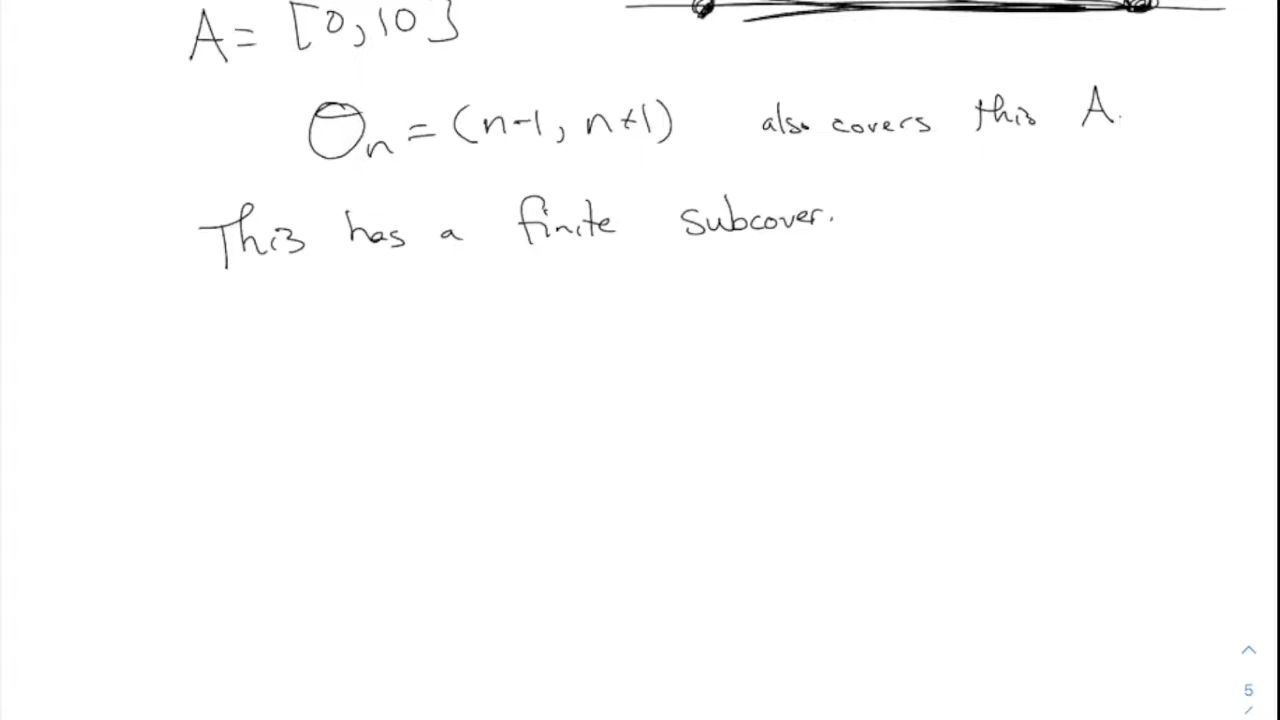 A = [0, 10]
O_n = (n-1, n+1) also covers this A.
This has a finite subcover.
5